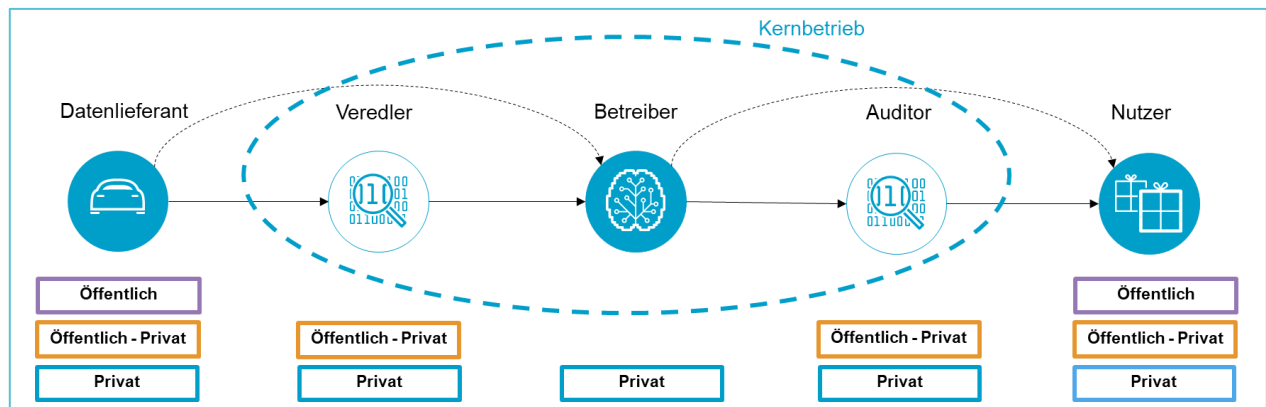 Kernbetrieb
Datenlieferant
Veredler
Betreiber
Auditor
Nutzer
Öffentlich
Öffentlich
Öffentlich - Privat
Öffentlich - Privat
Öffentlich - Privat
Öffentlich - Privat
Privat
Privat
Privat
Privat
Privat